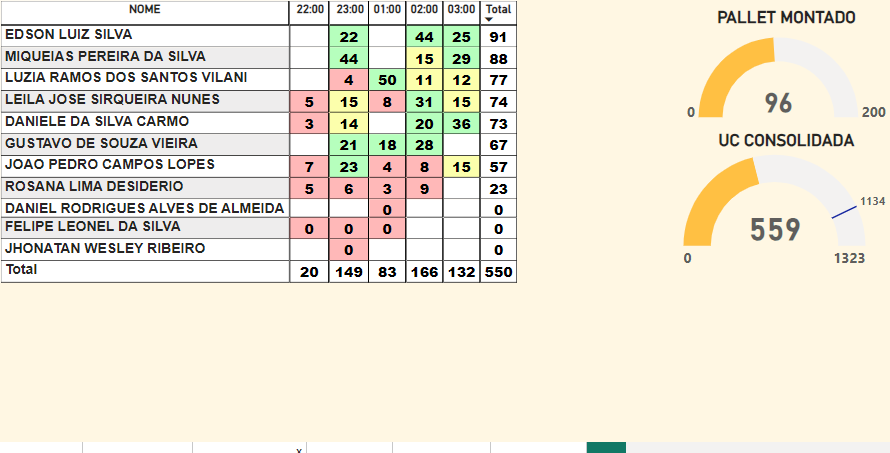 NOME 22:00 23:00 01:00 02:00 03:00 Total
EDSON LUIZ SILVA 22 44 25 91
MIQUEIAS PEREIRA DA SILVA 44 15 29 88
LUZIA RAMOS DOS SANTOS VILANI 4 50 11 12 77
LEILA JOSE SIRQUEIRA NUNES 5 15 8 31 15 74
DANIELE DA SILVA CARMO 3 14 20 36 73
GUSTAVO DE SOUZA VIEIRA 21 18 28 67
JOAO PEDRO CAMPOS LOPES 7 23 4 8 15 57
ROSANA LIMA DESIDERIO 5 6 3 9 23
DANIEL RODRIGUES ALVES DE ALMEIDA 0 0
FELIPE LEONEL DA SILVA 0 0 0 0
JHONATAN WESLEY RIBEIRO 0 0
Total 20 149 83 166 132 550
PALLET MONTADO
96
0 200
UC CONSOLIDADA
1134
559
0 1323
x